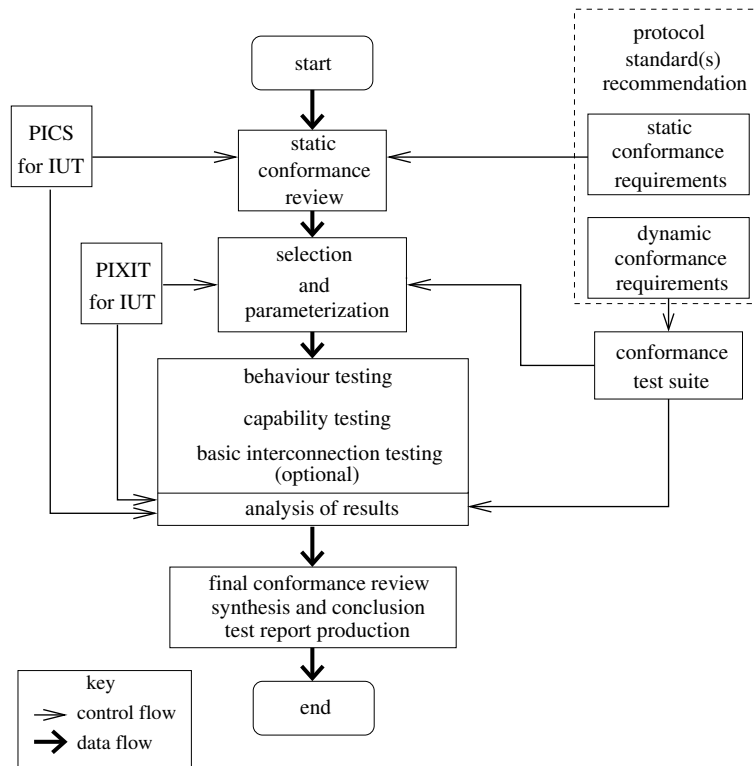 start
protocol
standard(s)
recommendation
PICS
for IUT
static
conformance
review
static
conformance
requirements
PIXIT
for IUT
selection
and
parameterization
dynamic
conformance
requirements
conformance
test suite
behaviour testing
capability testing
basic interconnection testing
(optional)
analysis of results
final conformance review
synthesis and conclusion
test report production
end
key
control flow
data flow